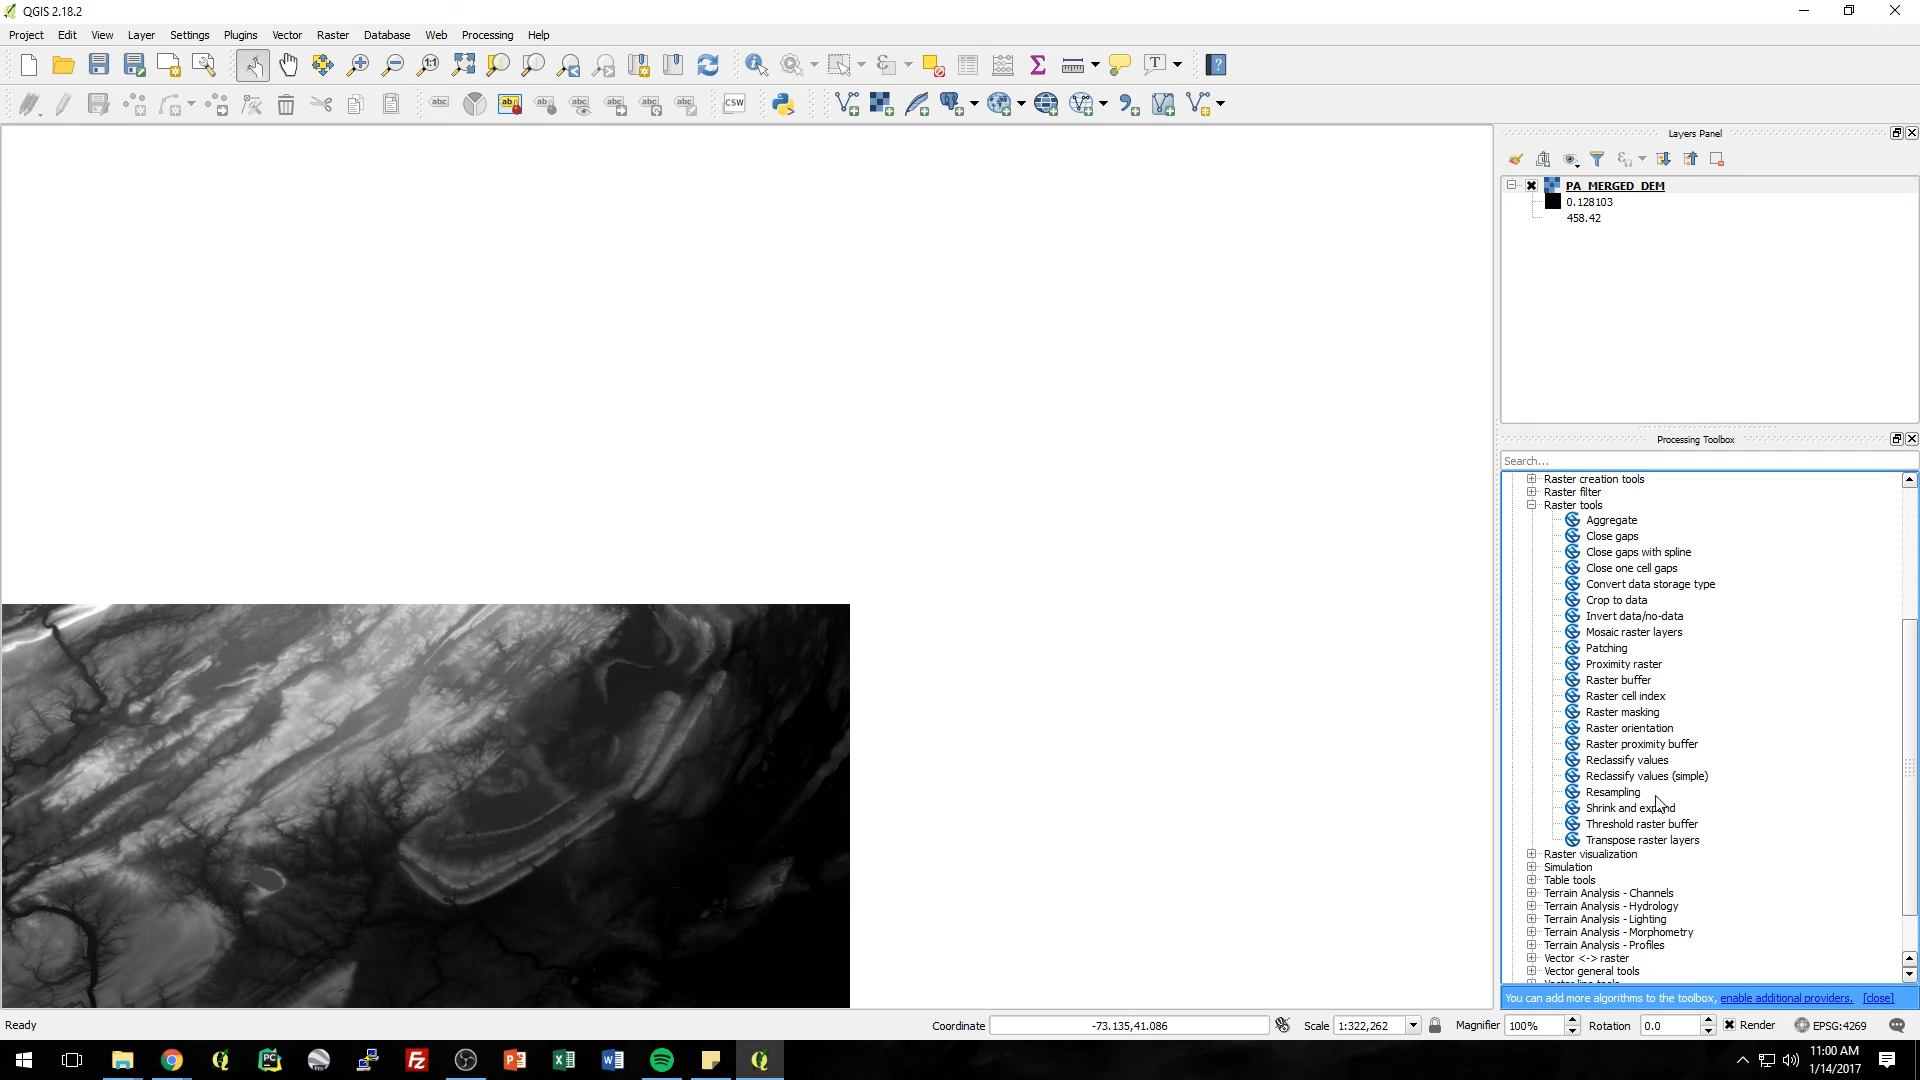 QGIS 2.18.2
Project Edit View Layer Settings Plugins Vector Raster Database Web Processing Help
abc CSW
Layers Panel
PA_MERGED_DEM
0.128103
458.42
Processing Toolbox
Search...
Raster creation tools
Raster filter
Raster tools
Aggregate
Close gaps
Close gaps with spline
Close one cell gaps
Convert data storage type
Crop to data
Invert data/no-data
Mosaic raster layers
Patching
Proximity raster
Raster buffer
Raster cell index
Raster masking
Raster orientation
Raster proximity buffer
Reclassify values
Reclassify values (simple)
Resampling
Shrink and expand
Threshold raster buffer
Transpose raster layers
Raster visualization
Simulation
Table tools
Terrain Analysis - Channels
Terrain Analysis - Hydrology
Terrain Analysis - Lighting
Terrain Analysis - Morphometry
Terrain Analysis - Profiles
Vector <-> raster
Vector general tools
You can add more algorithms to the toolbox, enable additional providers. [close]
Ready Coordinate -73.135,41.086 Scale 1:322,262 Magnifier 100% Rotation 0.0 Render EPSG:4269
11:00 AM
1/14/2017